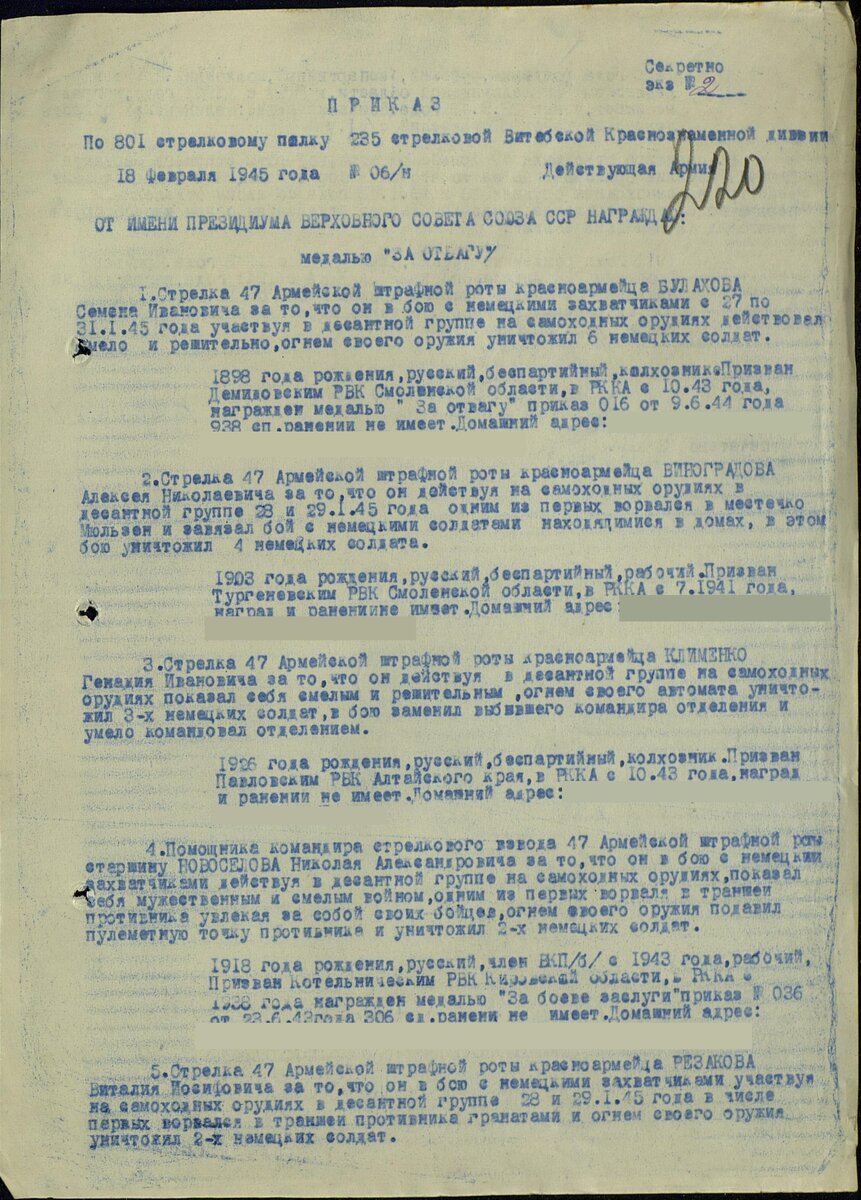 Секретно
экз № 2
ПРИКАЗ
По 801 стрелковому полку 235 стрелковой Витебской Краснознаменной дивизии
18 Февраля 1945 года № 06/н Действующая Армия
220
ОТ ИМЕНИ ПРЕЗИДИУМА ВЕРХОВНОГО СОВЕТА СОЮЗА ССР НАГРАЖДАЮ:
медалью "ЗА ОТВАГУ"
1.Стрелка 47 Армейской штрафной роты красноармейца БУЛАХОВА
Семена Ивановича за то,что он в бою с немецкими захватчиками с 27 по
31.1.45 года участвуя в десантной группе на самоходных орудиях действовал
смело и решительно,огнем своего оружия уничтожил 6 немецких солдат.
1898 года рождения,русский,беспартийный,колхозник.Призван
Демидовским РВК Смоленской области,в РККА с 10.43 года,
награжден медалью " За отвагу" приказ 016 от 9.6.44 года
938 сп.ранении не имеет.Домашний адрес:
2.Стрелка 47 Армейской штрафной роты красноармейца ВИНОГРАДОВА
Алексея Николаевича за то,что он действуя на самоходных орудиях в
десантной группе 28 и 29.1.45 года одним из первых ворвался в местечко
Мюльзен и завязал бой с немецкими солдатами находящимися в домах, в этом
бою уничтожил 4 немецких солдата.
1903 года рождения,русский,беспартийный,рабочий.Призван
Тургеневским РВК Смоленской области,в РККА с 7.1941 года,
наград и ранениине имеет.Домашний адрес:
3.Стрелка 47 Армейской штрафной роты красноармейца КЛИМЕНКО
Генадия Ивановича за то,что он действуя в десантной группе на самоходных
орудиях показал себя смелым и решительным ,огнем своего автомата уничто-
жил 3-х немецких солдат,в бою заменил выбившего командира отделения и
умело командовал отделением.
1926 года рождения,русский,беспартийный,колхозник.Призван
Павловским РВК Алтайского края,в РККА с 10.43 года,наград
и ранении не имеет.Домашний адрес:
4.Помощника командира стрелкового взвода 47 Армейской штрафной роты
старшину НОВОСЕЛОВА Николая Александровича за то,что он в бою с немецкии
захватчиками действуя в десантной группе на самоходных орудиях,показал
себя мужественным и смелым войном,одним из первых ворваля в траншеи
противника увлекая за собой своих бойцев,огнем своего оружия подавил
пулеметную точку противника и уничтожил 2-х немецких солдат.
1918 года рождения,русский,член ВКП/б/ с 1943 года,рабочий,
Призван Котельническим РВК Кировской области,в РККА с
1938 года награжден медалью "За боеве заслуги"приказ № 036
от 23.6.43года 306 сд.ранени не имеет.Домашний адрес:
5.Стрелка 47 Армейской штрафной роты красноармейца РЕЗАКОВА
Виталия Иосифовича за то,что он в бою с немецкими захватчиками участвуя
на самоходных орудиях в десантной группе 28 и 29.1.45 года в числе
первых ворвался в траншеи противника гранатами и огнем своего оружия
уничтожил 2-х немецких солдат.